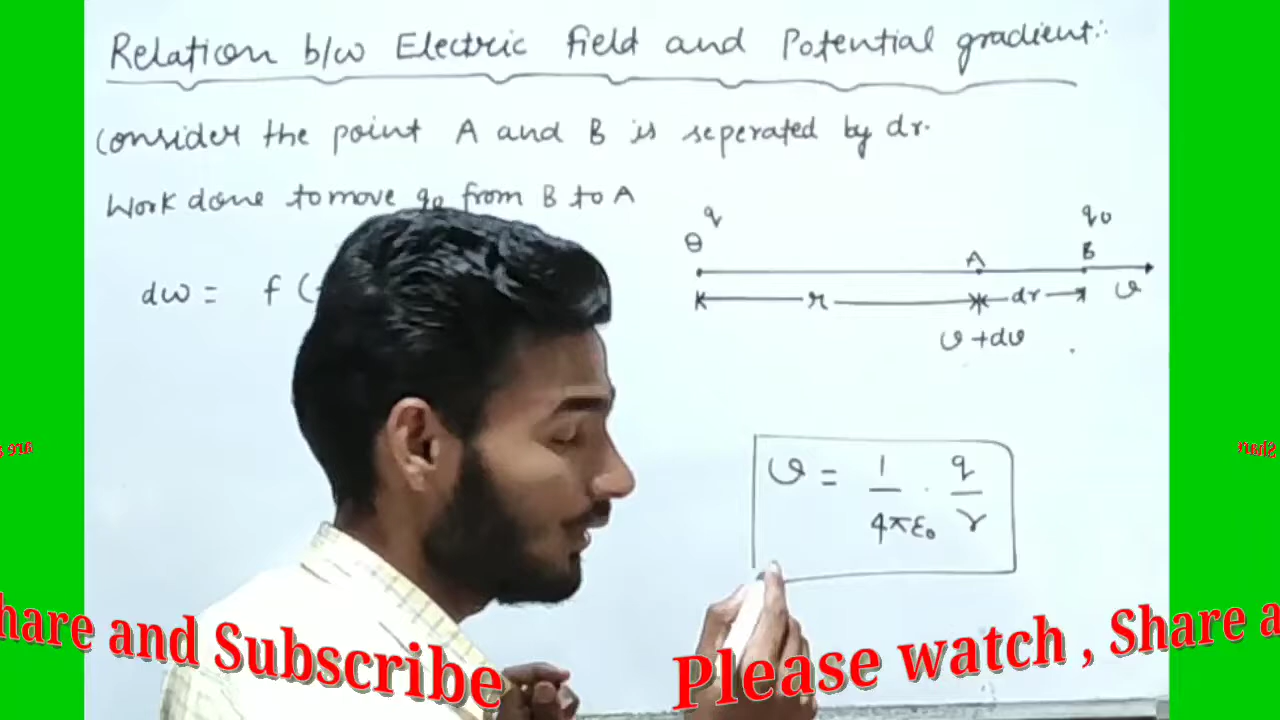 Relation b/w Electric field and Potential gradient:
Consider the point A and B is seperated by dr.
Work done to move q₀ from B to A
dw = f (
q
θ
A
q₀
B
r
dr
v
v + dv
v = 1/4πε₀ · q/r
hare and Subscribe
Please watch , Share a